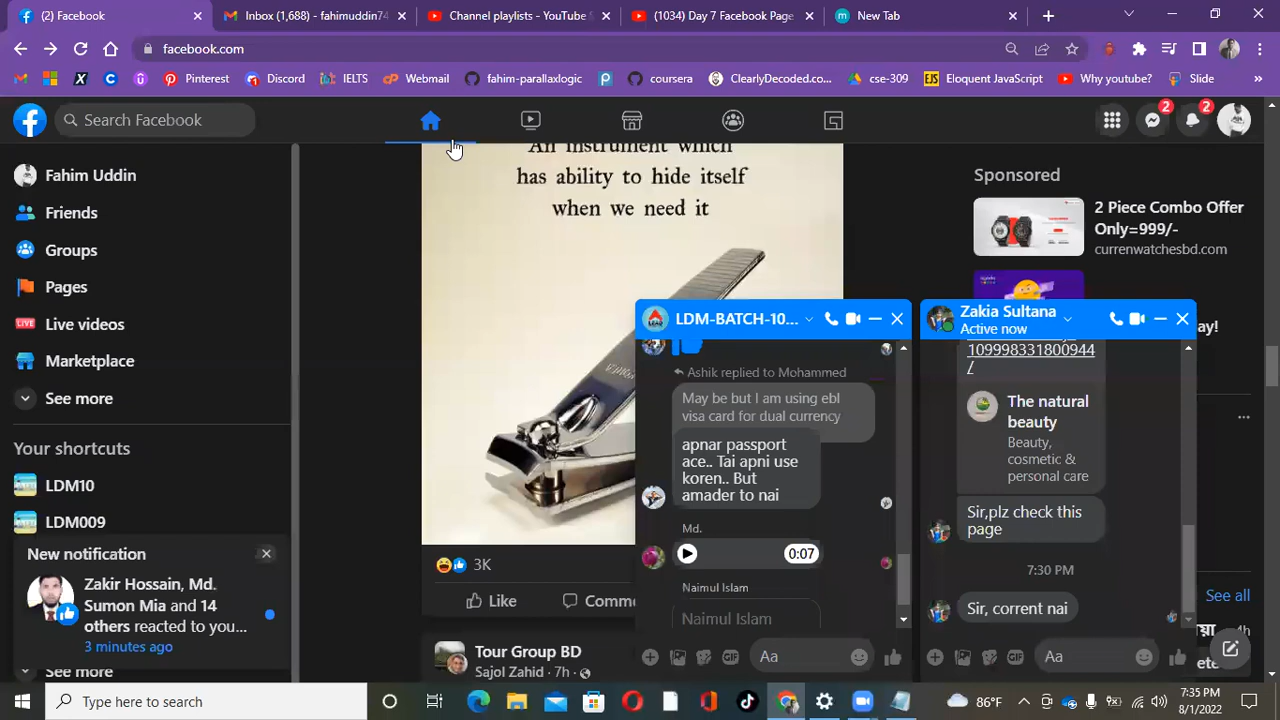 (2) Facebook
Inbox (1,688) - fahimuddin74
Channel playlists - YouTube S
(1034) Day 7 Facebook Page
New Tab
facebook.com
Pinterest
Discord
IELTS
Webmail
fahim-parallaxlogic
coursera
ClearlyDecoded.co...
cse-309
Eloquent JavaScript
Why youtube?
Slide
Search Facebook
2
2
An instrument which
has ability to hide itself
when we need it
Fahim Uddin
Friends
Groups
Pages
LIVE
Live videos
Marketplace
See more
Your shortcuts
LDM10
LDM009
New notification
Zakir Hossain, Md.
Sumon Mia and 14
others reacted to you...
3 minutes ago
See more
3K
Like
Comme
Tour Group BD
Sajol Zahid · 7h ·
Sponsored
2 Piece Combo Offer
Only=999/-
currenwatchesbd.com
ay!
See all
4h
LDM-BATCH-10...
Ashik replied to Mohammed
May be but I am using ebl
visa card for dual currency
apnar passport
ace.. Tai apni use
koren.. But
amader to nai
Md.
0:07
Naimul Islam
Naimul Islam
GIF
Aa
Zakia Sultana
Active now
109998331800944
/
The natural
beauty
Beauty,
cosmetic &
personal care
Sir,plz check this
page
7:30 PM
Sir, corrent nai
GIF
Aa
Type here to search
86°F
7:35 PM
8/1/2022